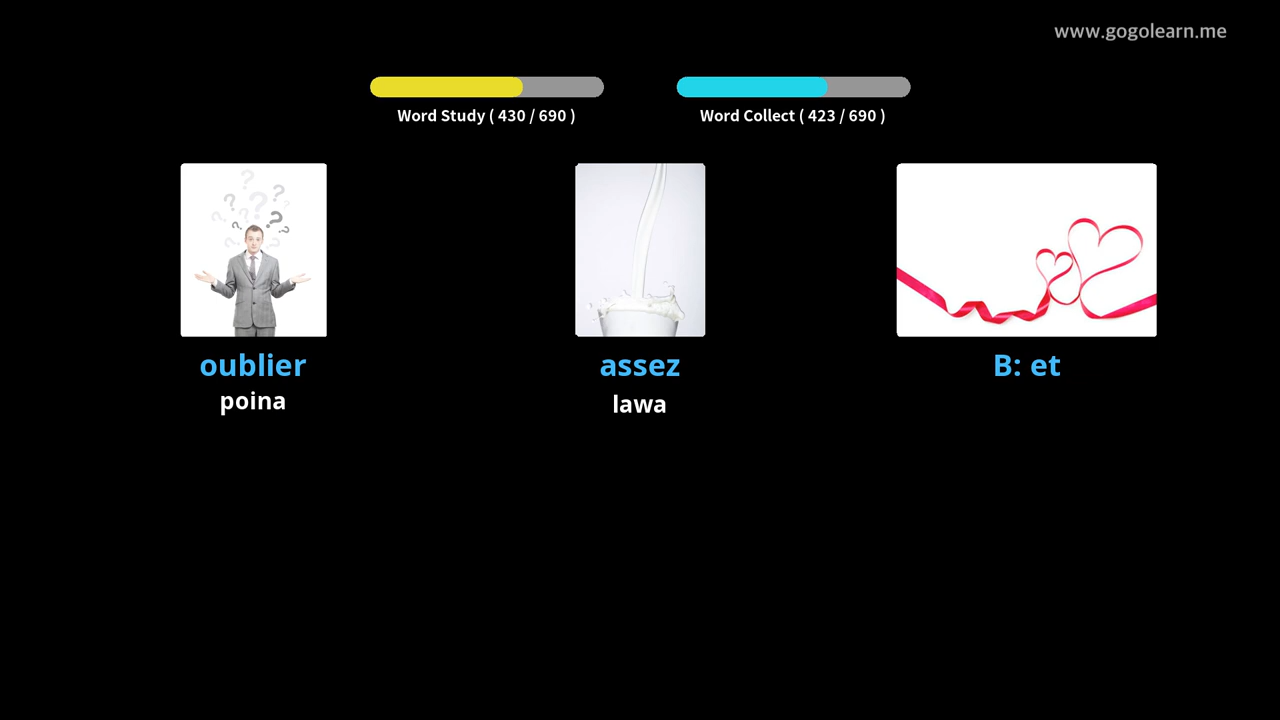 www.gogolearn.me
Word Study ( 430 / 690 )
Word Collect ( 423 / 690 )
oublier
poina
assez
lawa
B: et